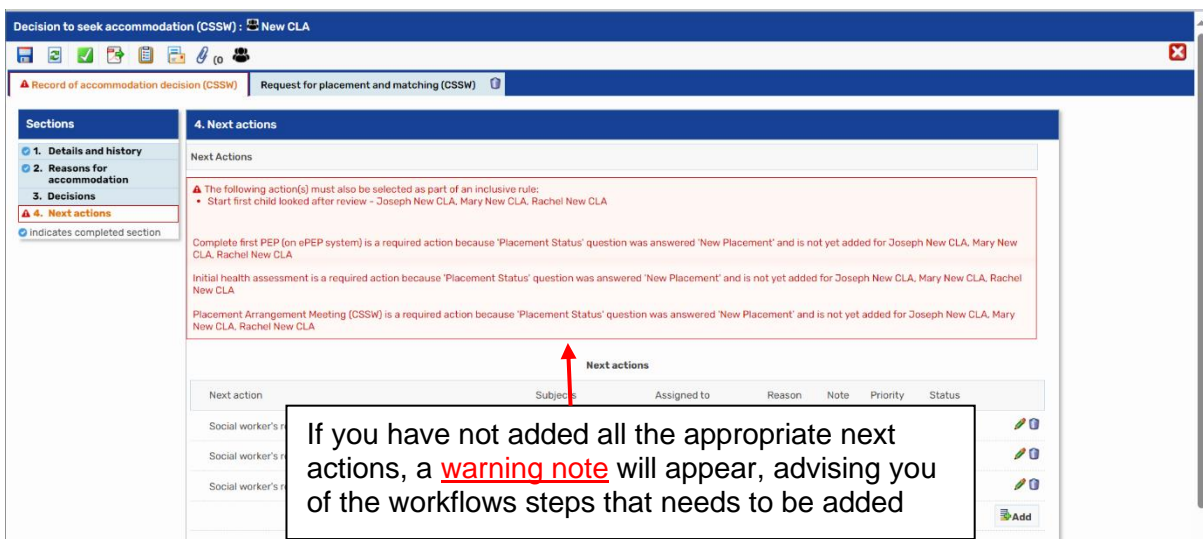 Decision to seek accommodation (CSSW) : New CLA
(0
Record of accommodation decision (CSSW) Request for placement and matching (CSSW)
Sections
4. Next actions
1. Details and history
2. Reasons for
accommodation
3. Decisions
4. Next actions
indicates completed section
Next Actions
The following action(s) must also be selected as part of an inclusive rule:
• Start first child looked after review - Joseph New CLA, Mary New CLA, Rachel New CLA
Complete first PEP (on ePEP system) is a required action because 'Placement Status' question was answered 'New Placement' and is not yet added for Joseph New CLA, Mary New
CLA, Rachel New CLA
Initial health assessment is a required action because 'Placement Status' question was answered 'New Placement' and is not yet added for Joseph New CLA, Mary New CLA, Rachel
New CLA
Placement Arrangement Meeting (CSSW) is a required action because 'Placement Status' question was answered 'New Placement' and is not yet added for Joseph New CLA, Mary
New CLA, Rachel New CLA
Next actions
Next action Subjects Assigned to Reason Note Priority Status
Social worker's
Social worker's
Social worker's
Add
If you have not added all the appropriate next
actions, a warning note will appear, advising you
of the workflows steps that needs to be added